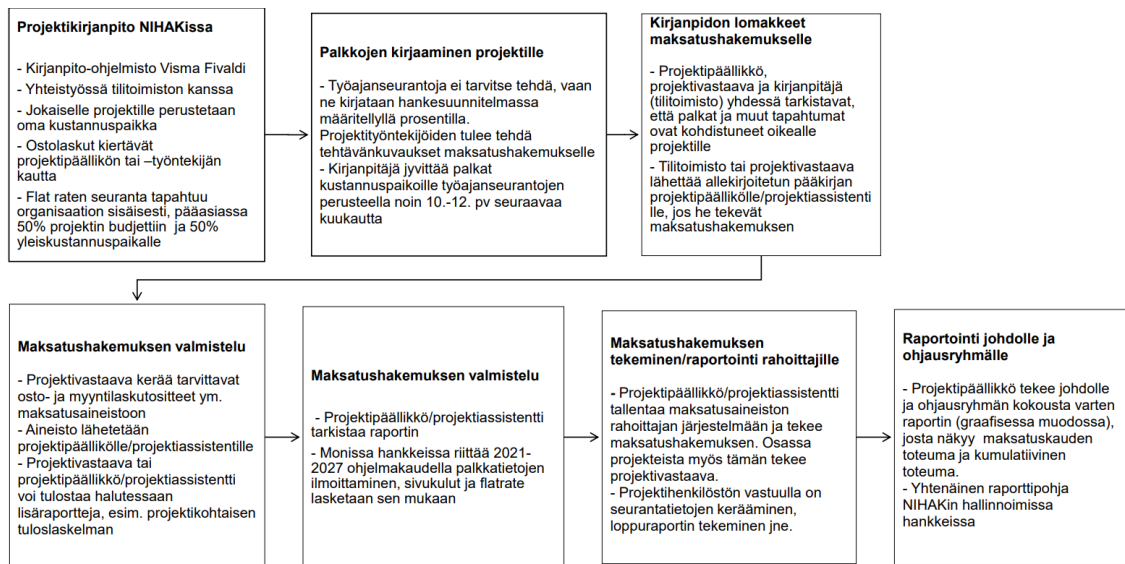 Projektikirjanpito NIHAKissa
- Kirjanpito-ohjelmisto Visma Fivaldi
- Yhteistyössä tilitoimiston kanssa
- Jokaiselle projektille perustetaan
oma kustannuspaikka
- Ostolaskut kiertävät
projektipäällikön tai –työntekijän
kautta
- Flat raten seuranta tapahtuu
organisaation sisäisesti, pääasiassa
50% projektin budjettiin ja 50%
yleiskustannuspaikalle
Palkkojen kirjaaminen projektille
- Työajanseurantoja ei tarvitse tehdä, vaan
ne kirjataan hankesuunnitelmassa
määritellyllä prosentilla.
Projektityöntekijöiden tulee tehdä
tehtävänkuvaukset maksatushakemukselle
- Kirjanpitäjä jyvittää palkat
kustannuspaikoille työajanseurantojen
perusteella noin 10.-12. pv seuraavaa
kuukautta
Kirjanpidon lomakkeet
maksatushakemukselle
- Projektipäällikkö,
projektivastaava ja kirjanpitäjä
(tilitoimisto) yhdessä tarkistavat,
että palkat ja muut tapahtumat
ovat kohdistuneet oikealle
projektille
- Tilitoimisto tai projektivastaava
lähettää allekirjoitetun pääkirjan
projektipäällikölle/projektiassistenti
lle, jos he tekevät
maksatushakemuksen
Maksatushakemuksen valmistelu
- Projektivastaava kerää tarvittavat
osto- ja myyntilaskutositteet ym.
maksatusaineistoon
- Aineisto lähetetään
projektipäällikölle/projektiassistentille
- Projektivastaava tai
projektipäällikkö/projektiassistentti
voi tulostaa halutessaan
lisäraportteja, esim. projektikohtaisen
tuloslaskelman
Maksatushakemuksen valmistelu
- Projektipäällikkö/projektiassistentti
tarkistaa raportin
- Monissa hankkeissa riittää 2021-
2027 ohjelmakaudella palkkatietojen
ilmoittaminen, sivukulut ja flatrate
lasketaan sen mukaan
Maksatushakemuksen
tekeminen/raportointi rahoittajille
- Projektipäällikkö/projektiassistentti
tallentaa maksatusaineiston
rahoittajan järjestelmään ja tekee
maksatushakemuksen. Osassa
projekteista myös tämän tekee
projektivastaava.
- Projektihenkilöstön vastuulla on
seurantatietojen kerääminen,
loppuraportin tekeminen jne.
Raportointi johdolle ja
ohjausryhmälle
- Projektipäällikkö tekee johdolle
ja ohjausryhmän kokousta varten
raportin (graafisessa muodossa),
josta näkyy maksatuskauden
toteuma ja kumulatiivinen
toteuma.
- Yhtenäinen raporttipohja
NIHAKin hallinnoimissa
hankkeissa